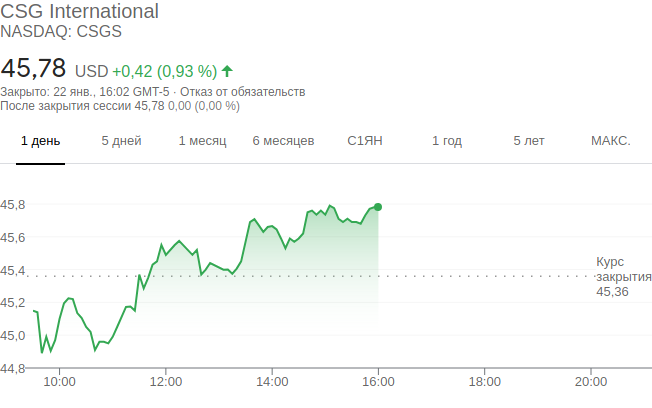 CSG International
NASDAQ: CSGS
45,78 USD +0,42 (0,93 %)
Закрыто: 22 янв., 16:02 GMT-5 · Отказ от обязательств
После закрытия сессии 45,78 0,00 (0,00 %)
1 день 5 дней 1 месяц 6 месяцев С1ЯН 1 год 5 лет МАКС.
45,8
45,6
45,4
Курс
закрытия
45,36
45,2
45,0
44,8
10:00 12:00 14:00 16:00 18:00 20:00